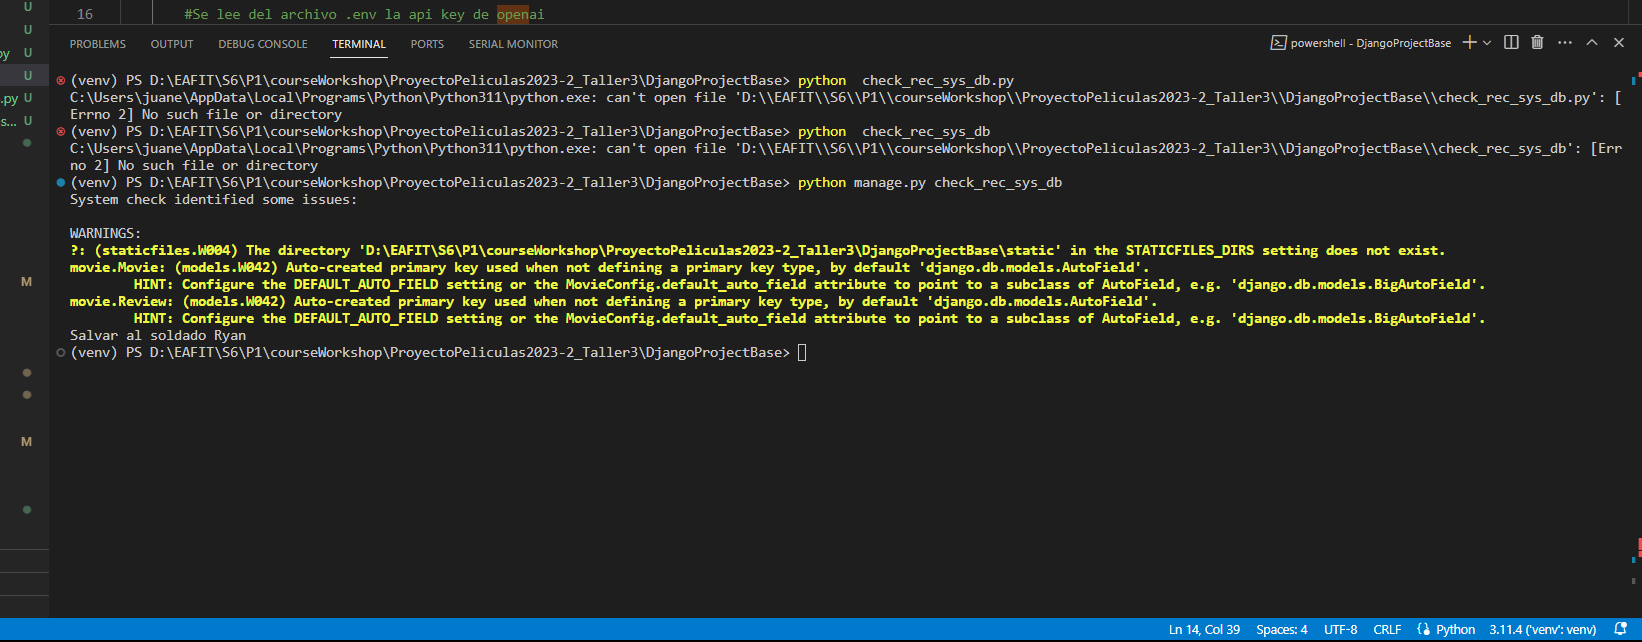 U
U
py U
U
.py U
s... U
M
M
16 #Se lee del archivo .env la api key de openai
PROBLEMS OUTPUT DEBUG CONSOLE TERMINAL PORTS SERIAL MONITOR powershell - DjangoProjectBase
(venv) PS D:\EAFIT\S6\P1\courseWorkshop\ProyectoPeliculas2023-2_Taller3\DjangoProjectBase> python  check_rec_sys_db.py
C:\Users\juane\AppData\Local\Programs\Python\Python311\python.exe: can't open file 'D:\\EAFIT\\S6\\P1\\courseWorkshop\\ProyectoPeliculas2023-2_Taller3\\DjangoProjectBase\\check_rec_sys_db.py': [
Errno 2] No such file or directory
(venv) PS D:\EAFIT\S6\P1\courseWorkshop\ProyectoPeliculas2023-2_Taller3\DjangoProjectBase> python  check_rec_sys_db
C:\Users\juane\AppData\Local\Programs\Python\Python311\python.exe: can't open file 'D:\\EAFIT\\S6\\P1\\courseWorkshop\\ProyectoPeliculas2023-2_Taller3\\DjangoProjectBase\\check_rec_sys_db': [Err
no 2] No such file or directory
(venv) PS D:\EAFIT\S6\P1\courseWorkshop\ProyectoPeliculas2023-2_Taller3\DjangoProjectBase> python manage.py check_rec_sys_db
System check identified some issues:
WARNINGS:
?: (staticfiles.W004) The directory 'D:\EAFIT\S6\P1\courseWorkshop\ProyectoPeliculas2023-2_Taller3\DjangoProjectBase\static' in the STATICFILES_DIRS setting does not exist.
movie.Movie: (models.W042) Auto-created primary key used when not defining a primary key type, by default 'django.db.models.AutoField'.
HINT: Configure the DEFAULT_AUTO_FIELD setting or the MovieConfig.default_auto_field attribute to point to a subclass of AutoField, e.g. 'django.db.models.BigAutoField'.
movie.Review: (models.W042) Auto-created primary key used when not defining a primary key type, by default 'django.db.models.AutoField'.
HINT: Configure the DEFAULT_AUTO_FIELD setting or the MovieConfig.default_auto_field attribute to point to a subclass of AutoField, e.g. 'django.db.models.BigAutoField'.
Salvar al soldado Ryan
(venv) PS D:\EAFIT\S6\P1\courseWorkshop\ProyectoPeliculas2023-2_Taller3\DjangoProjectBase>
Ln 14, Col 39 Spaces: 4 UTF-8 CRLF Python 3.11.4 ('venv': venv)